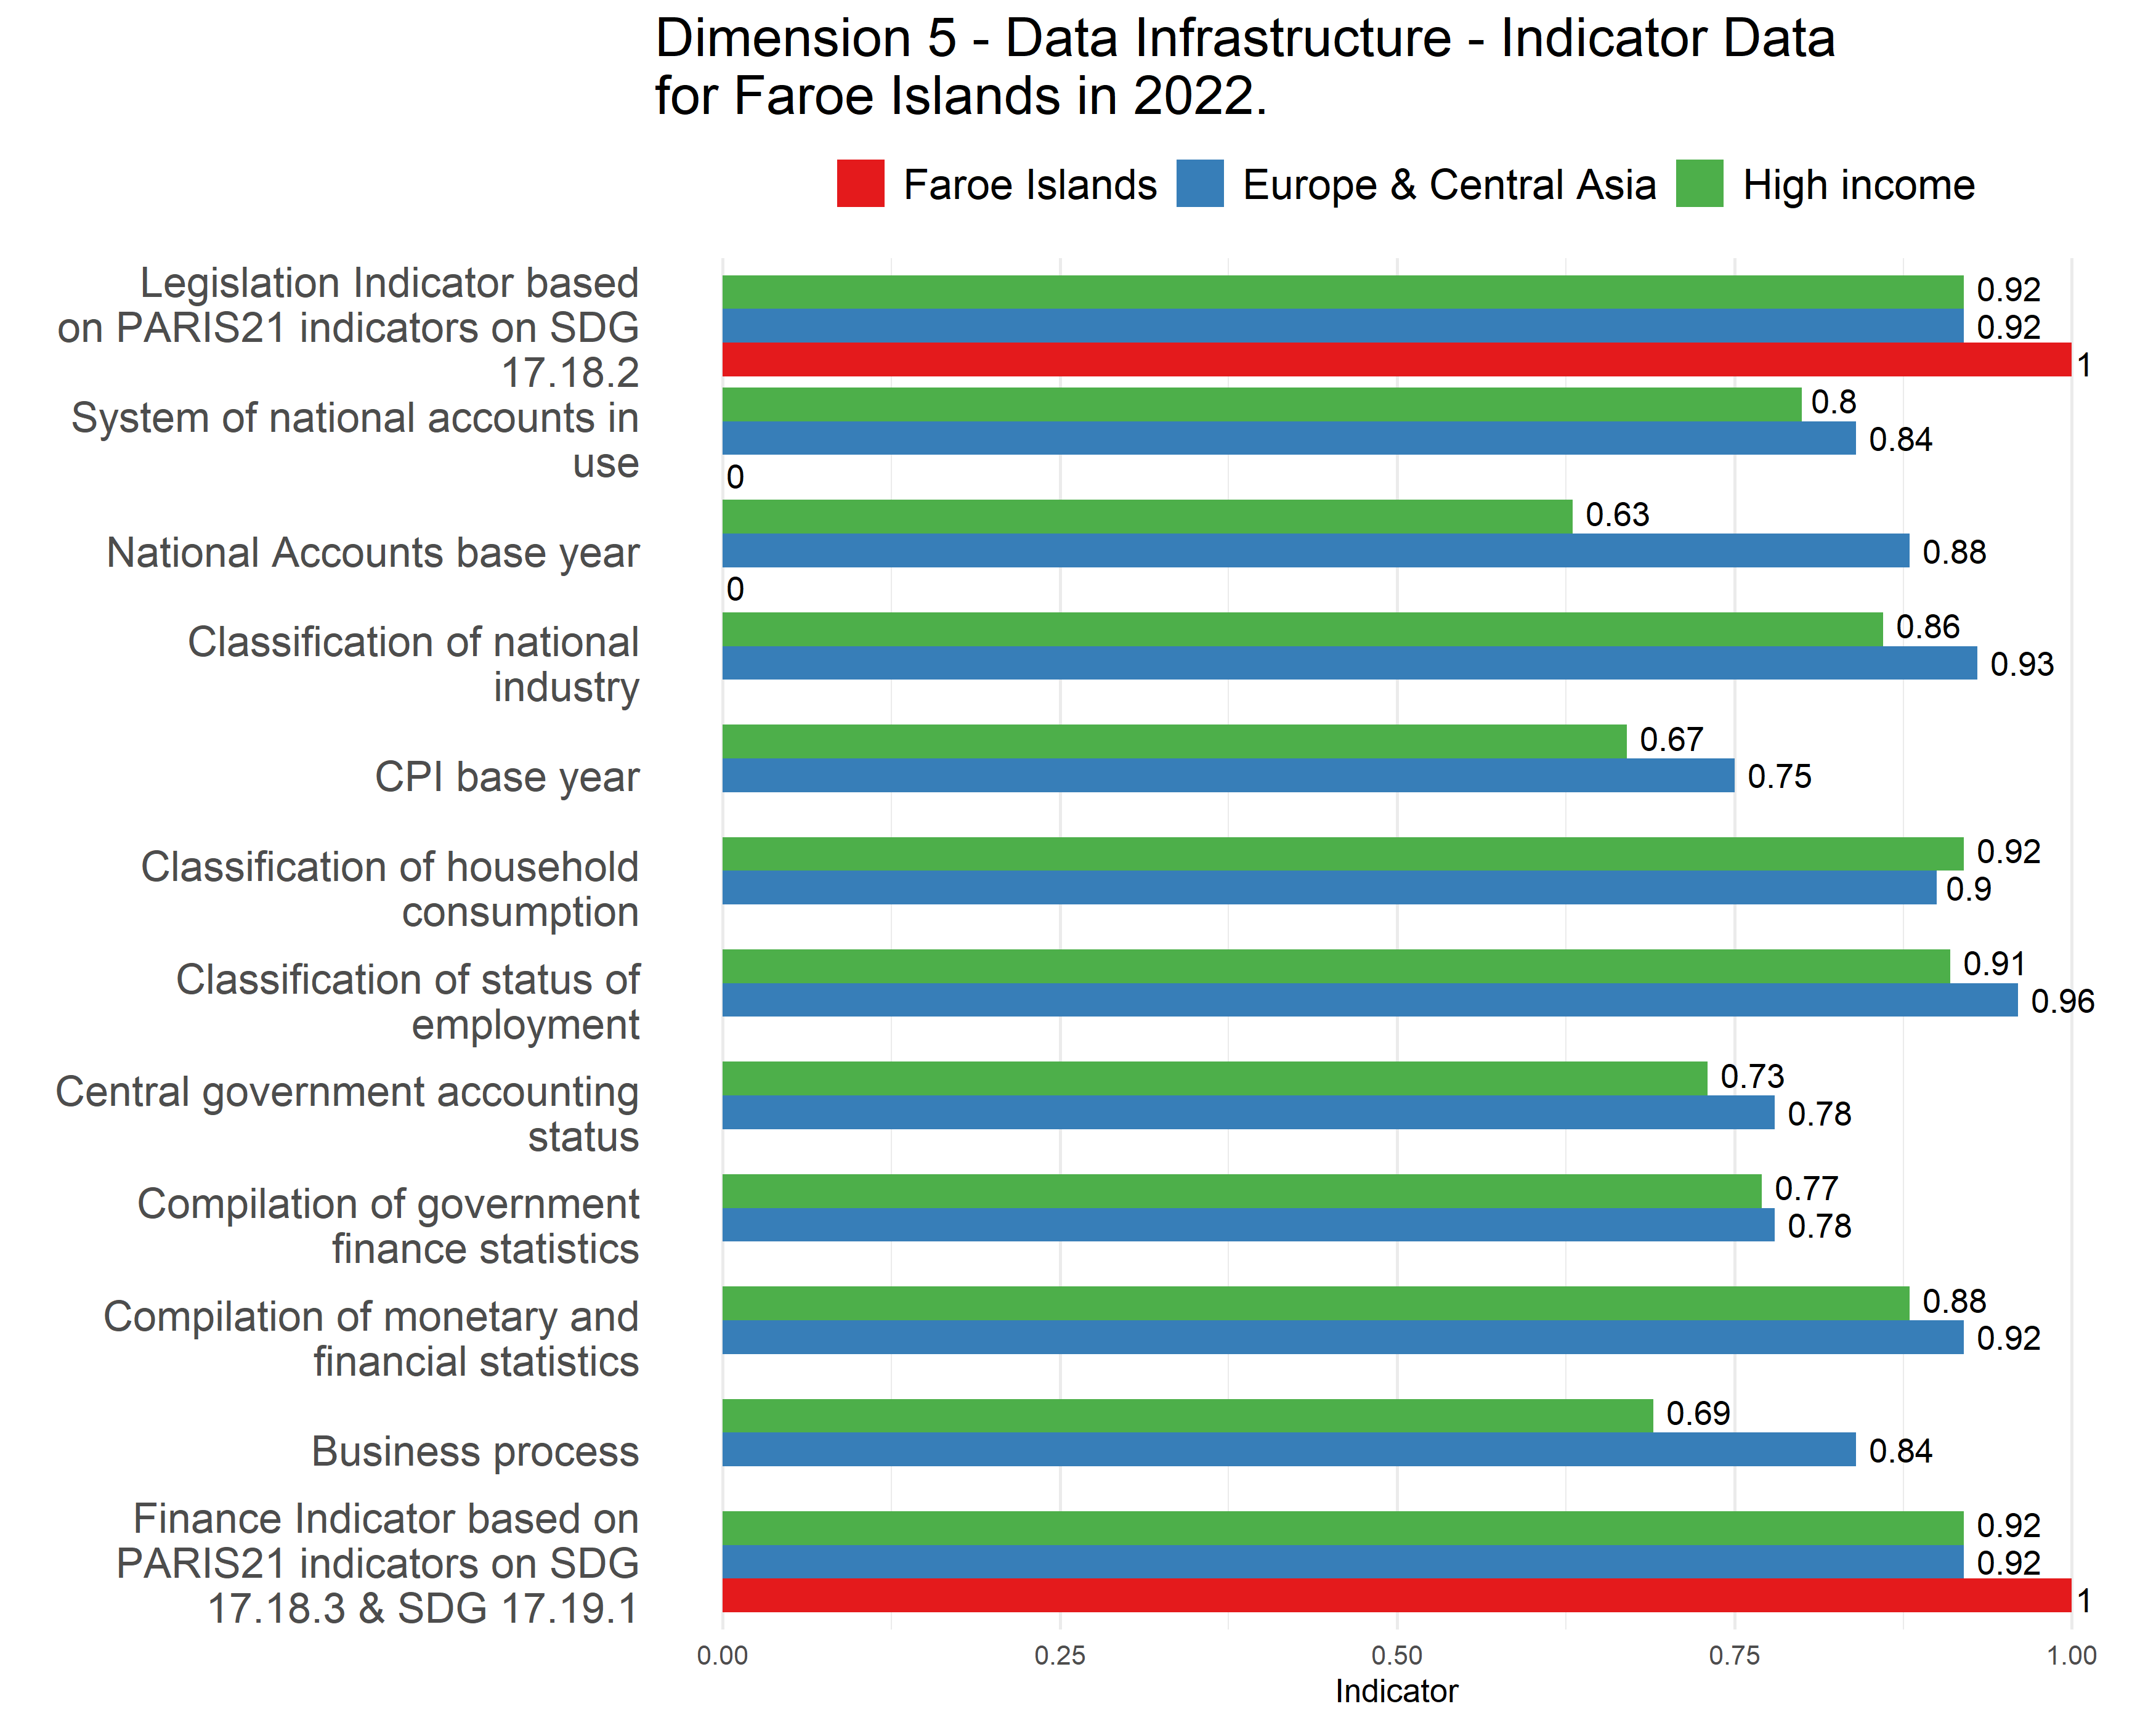 Dimension 5 - Data Infrastructure - Indicator Data
for Faroe Islands in 2022.
Faroe Islands
Europe & Central Asia
High income
Legislation Indicator based
on PARIS21 indicators on SDG
17.18.2
0.92
0.92
1
System of national accounts in
use
0.8
0.84
0
National Accounts base year
0.63
0.88
0
Classification of national
industry
0.86
0.93
CPI base year
0.67
0.75
Classification of household
consumption
0.92
0.9
Classification of status of
employment
0.91
0.96
Central government accounting
status
0.73
0.78
Compilation of government
finance statistics
0.77
0.78
Compilation of monetary and
financial statistics
0.88
0.92
Business process
0.69
0.84
Finance Indicator based on
PARIS21 indicators on SDG
17.18.3 & SDG 17.19.1
0.92
0.92
1
0.00
0.25
0.50
0.75
1.00
Indicator